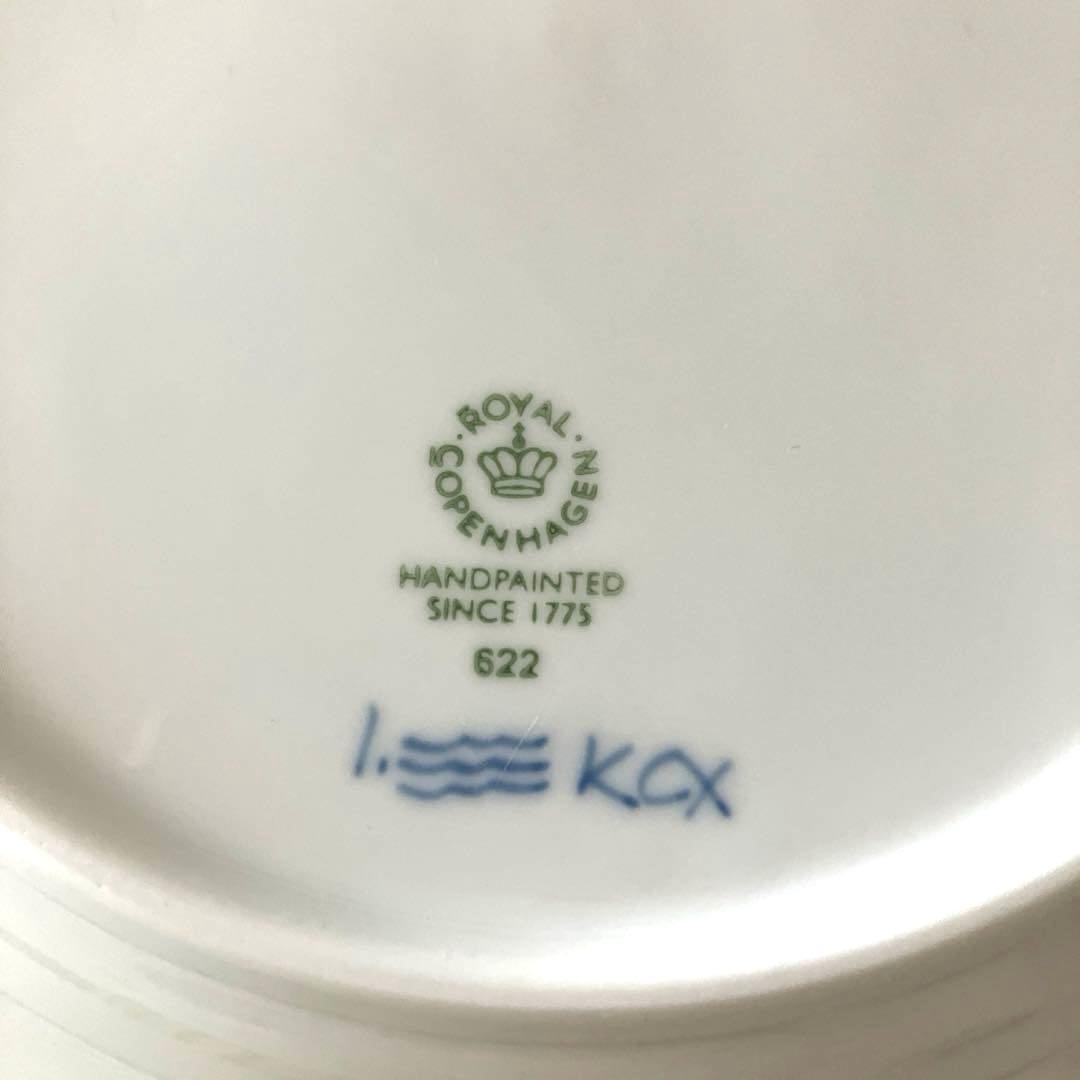 ROYAL
COPENHAGEN
HANDPAINTED
SINCE 1775
622
1. KCX